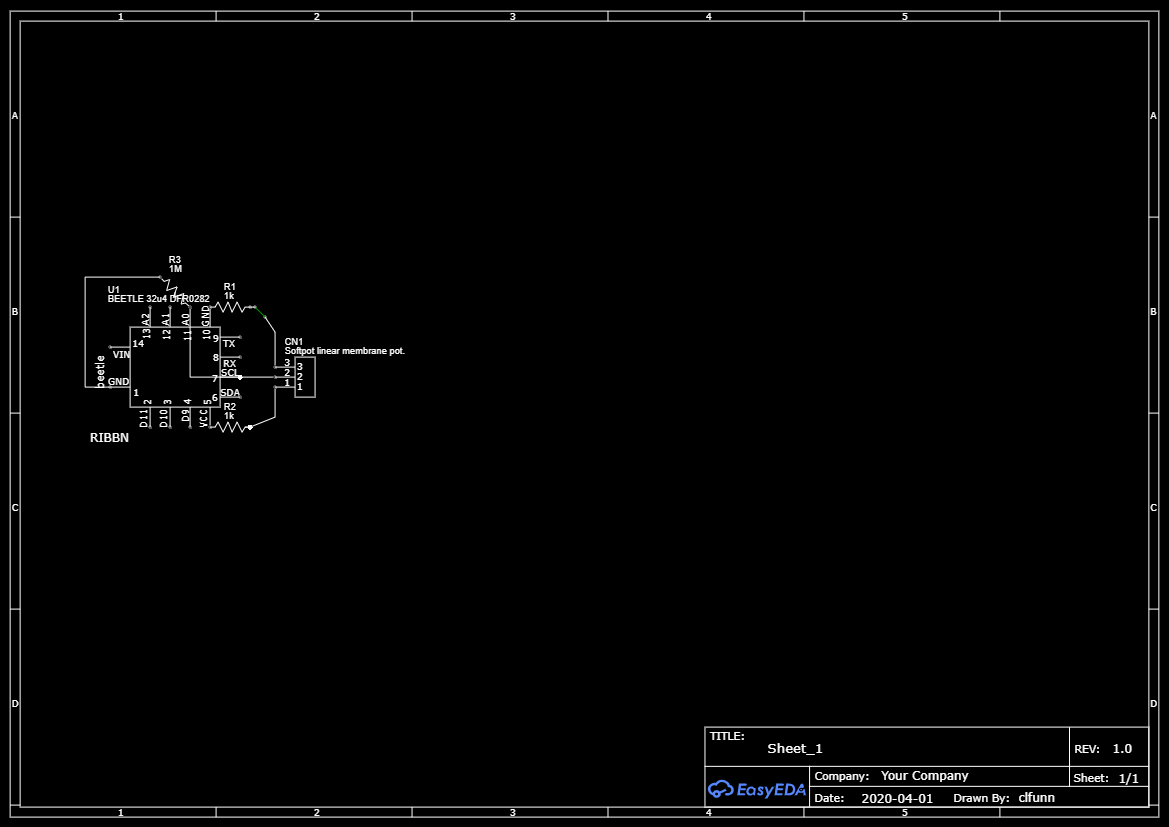 1 2 3 4 5
A A
R3
1M
U1
BEETLE 32u4 DFR0282
R1
1k
B B
13 A2
12 A1
11 A0
10 GND
14
VIN
9
TX
8
RX
SCL
7
SDA
6
beetle
GND
1
CN1
Softpot linear membrane pot.
3 3
2 2
1 1
D11 2
D10 3
D9 4
VCC 5
R2
1k
RIBBN
C C
D D
TITLE:
Sheet_1
REV: 1.0
EasyEDA
Company: Your Company
Sheet: 1/1
Date: 2020-04-01 Drawn By: clfunn
1 2 3 4 5